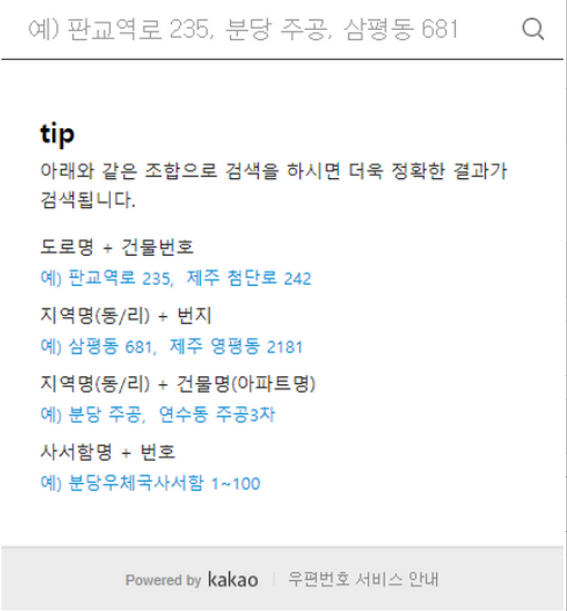 예) 판교역로 235, 분당 주공, 삼평동 681
tip
아래와 같은 조합으로 검색을 하시면 더욱 정확한 결과가
검색됩니다.
도로명 + 건물번호
예) 판교역로 235, 제주 첨단로 242
지역명(동/리) + 번지
예) 삼평동 681, 제주 영평동 2181
지역명(동/리) + 건물명(아파트명)
예) 분당 주공, 연수동 주공3차
사서함명 + 번호
예) 분당우체국사서함 1~100
Powered by kakao | 우편번호 서비스 안내